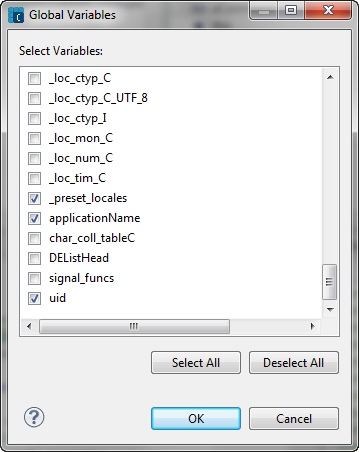 Global Variables
Select Variables:
_loc_ctyp_C
_loc_ctyp_C_UTF_8
_loc_ctyp_I
_loc_mon_C
_loc_num_C
_loc_tim_C
_preset_locales
applicationName
char_coll_tableC
DEListHead
signal_funcs
uid
Select All
Deselect All
?
OK
Cancel